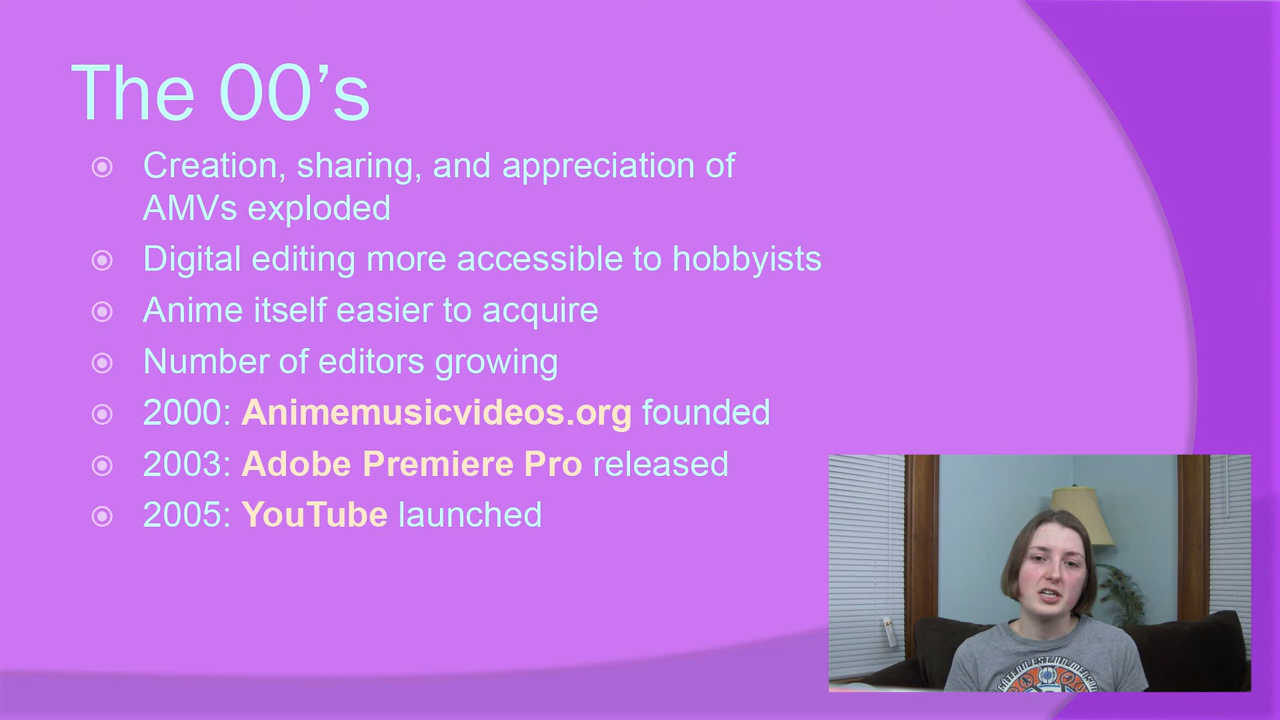 The 00's
Creation, sharing, and appreciation of
AMVs exploded
Digital editing more accessible to hobbyists
Anime itself easier to acquire
Number of editors growing
2000: Animemusicvideos.org founded
2003: Adobe Premiere Pro released
2005: YouTube launched